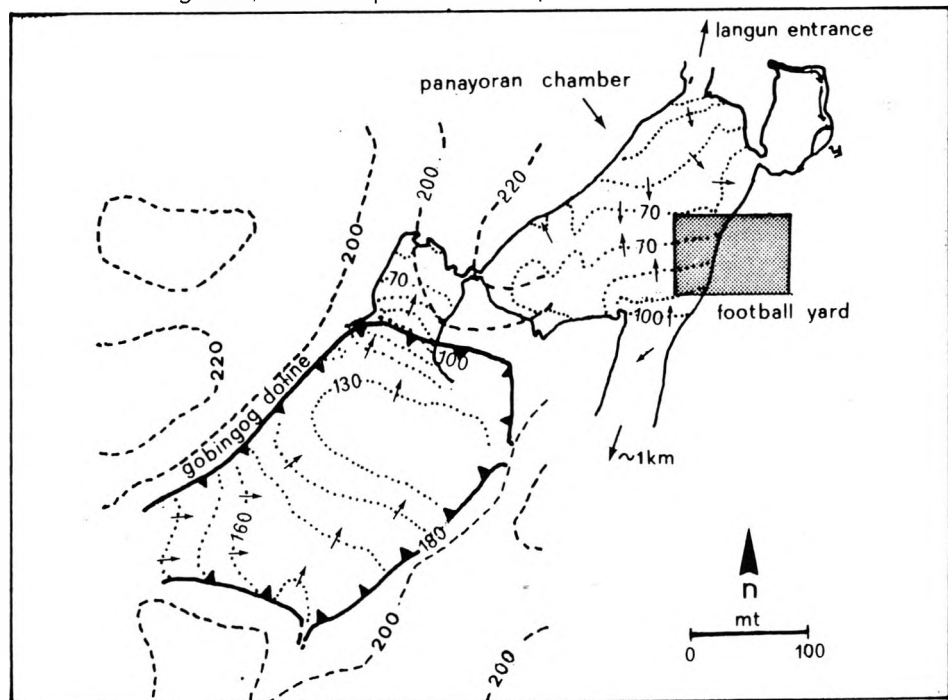 langun entrance
panayoran chamber
200
220
200
70
70
70
football yard
100
100
130
220
gobingog doline
~1km
160
180
200
200
n
mt
0 100